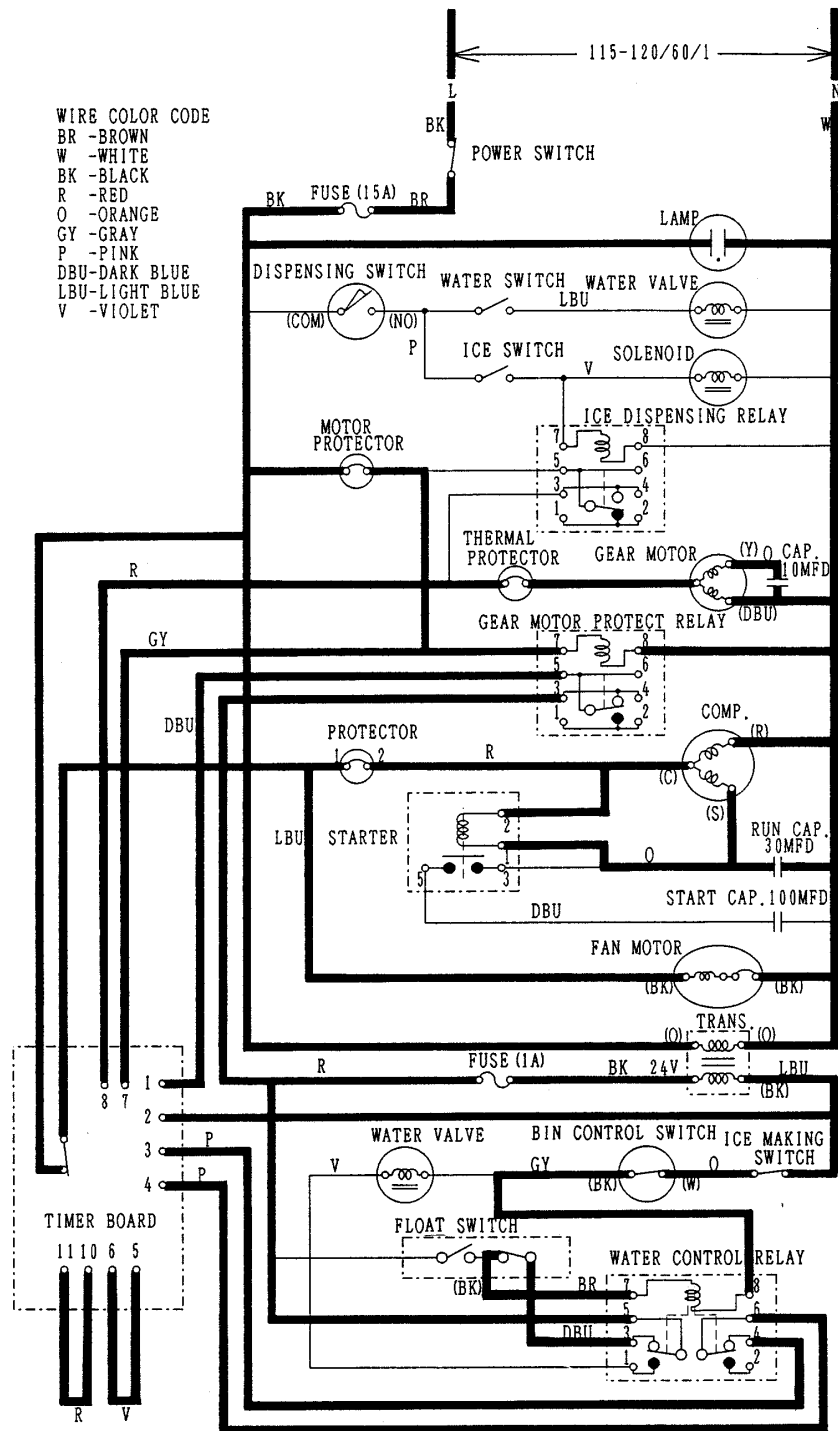 115-120/60/1
L
N
BK
W
WIRE COLOR CODE
BR -BROWN
W -WHITE
BK -BLACK
R -RED
O -ORANGE
GY -GRAY
P -PINK
DBU-DARK BLUE
LBU-LIGHT BLUE
V -VIOLET
POWER SWITCH
BK
FUSE(15A)
BR
LAMP
DISPENSING SWITCH
(COM)
(NO)
WATER SWITCH
LBU
WATER VALVE
P
ICE SWITCH
V
SOLENOID
ICE DISPENSING RELAY
7 8
5 6
3 4
1 2
MOTOR
PROTECTOR
THERMAL
PROTECTOR
R
GEAR MOTOR
(Y) O CAP.
10MFD
(DBU)
GEAR MOTOR PROTECT RELAY
GY
7 8
5 6
3 4
1 2
DBU
PROTECTOR
1 2
R
COMP.
(R)
(C)
(S)
LBU
STARTER
2
1
5 3
O
RUN CAP.
30MFD
DBU
START CAP.100MFD
FAN MOTOR
(BK) (BK)
TRANS.
(O) (O)
R
FUSE(1A)
BK 24V
LBU
(BK)
8 7 1
2
3 P
4 P
TIMER BOARD
11 10 6 5
R V
WATER VALVE
V
BIN CONTROL SWITCH
GY
(BK)
(W)
O
ICE MAKING
SWITCH
FLOAT SWITCH
(BK)
BR
DBU
WATER CONTROL RELAY
7 8
5 6
3 4
1 2